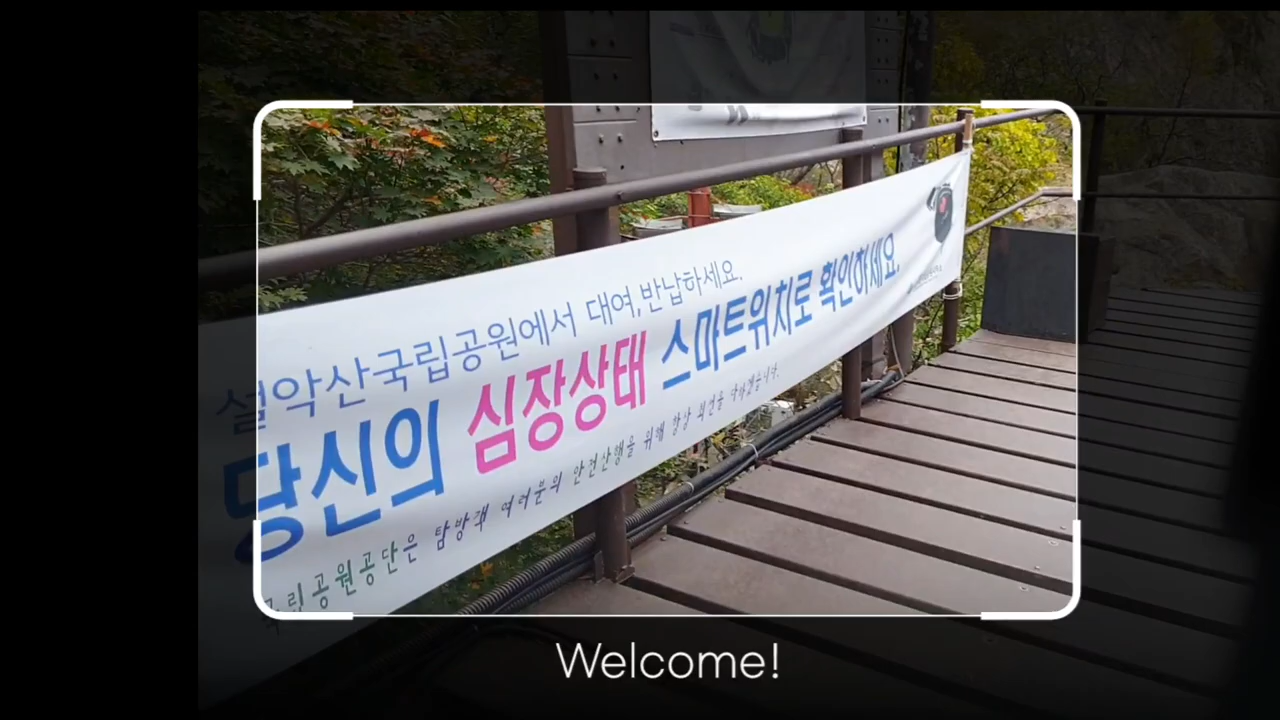 설악산국립공원에서 대여, 반납하세요.
당신의 심장상태 스마트워치로 확인하세요.
국립공원공단은 탐방객 여러분의 안전산행을 위해 항상 최선을 다하겠습니다.
Welcome!